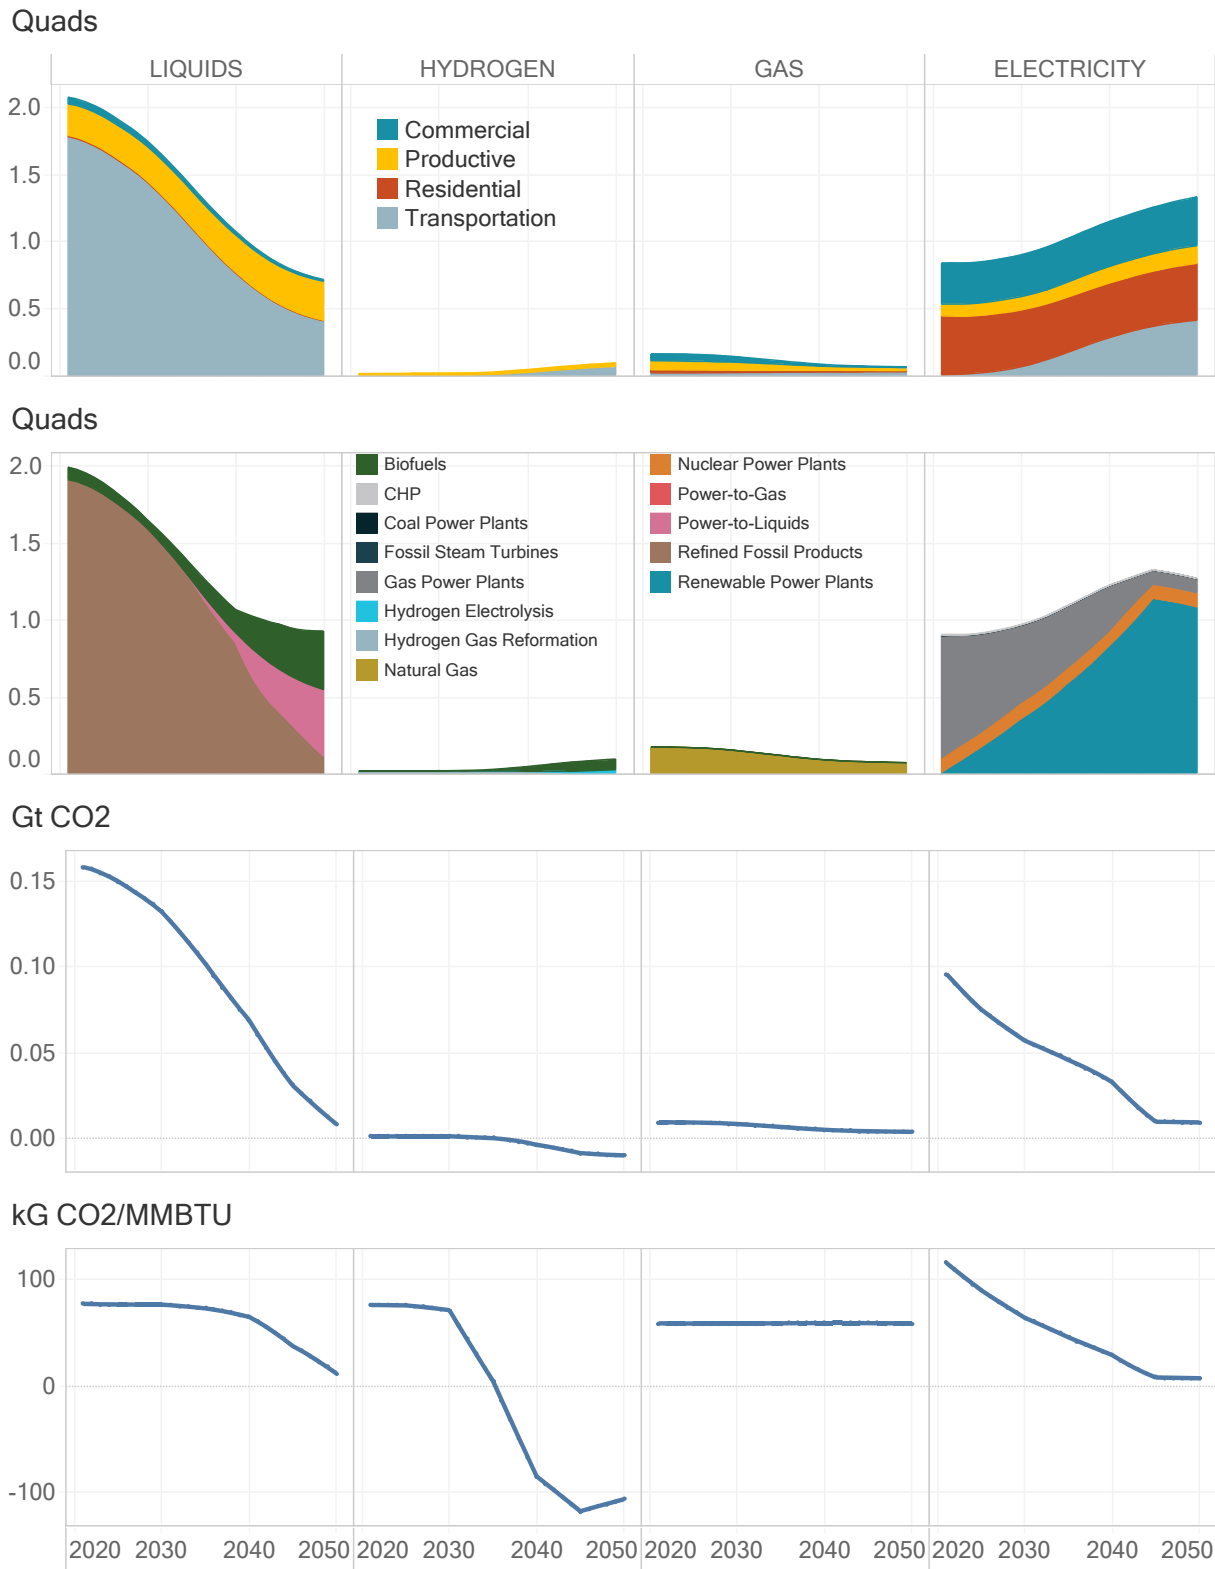 Quads
LIQUIDS HYDROGEN GAS ELECTRICITY
2.0
1.5
1.0
0.5
0.0
Commercial
Productive
Residential
Transportation
Quads
2.0
1.5
1.0
0.5
0.0
Biofuels
CHP
Coal Power Plants
Fossil Steam Turbines
Gas Power Plants
Hydrogen Electrolysis
Hydrogen Gas Reformation
Natural Gas
Nuclear Power Plants
Power-to-Gas
Power-to-Liquids
Refined Fossil Products
Renewable Power Plants
Gt CO2
0.15
0.10
0.05
0.00
kG CO2/MMBTU
100
0
-100
2020 2030 2040 2050 2020 2030 2040 2050 2020 2030 2040 2050 2020 2030 2040 2050